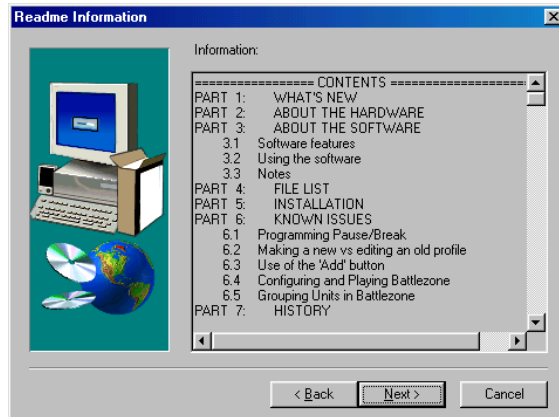 Readme Information
Information:
================= CONTENTS =================
PART 1: WHAT'S NEW
PART 2: ABOUT THE HARDWARE
PART 3: ABOUT THE SOFTWARE
3.1 Software features
3.2 Using the software
3.3 Notes
PART 4: FILE LIST
PART 5: INSTALLATION
PART 6: KNOWN ISSUES
6.1 Programming Pause/Break
6.2 Making a new vs editing an old profile
6.3 Use of the 'Add' button
6.4 Configuring and Playing Battlezone
6.5 Grouping Units in Battlezone
PART 7: HISTORY
< Back
Next >
Cancel